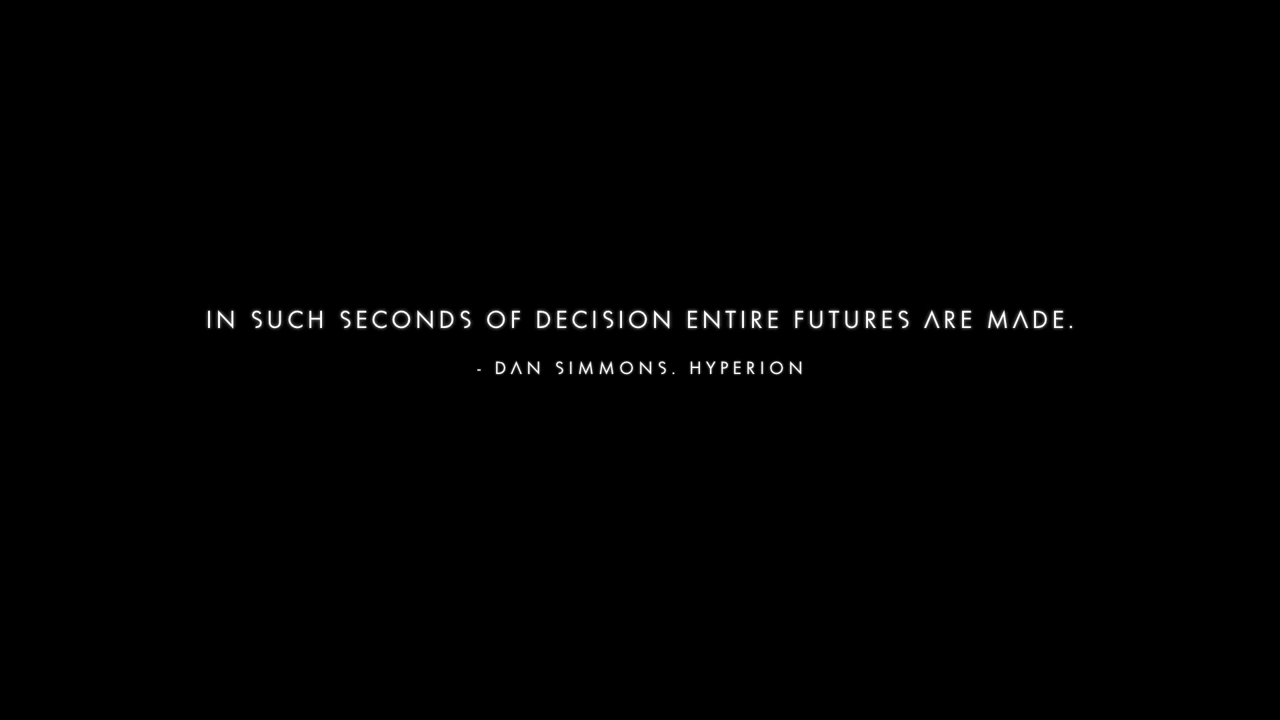 IN SUCH SECONDS OF DECISION ENTIRE FUTURES ARE MADE.
- DAN SIMMONS. HYPERION